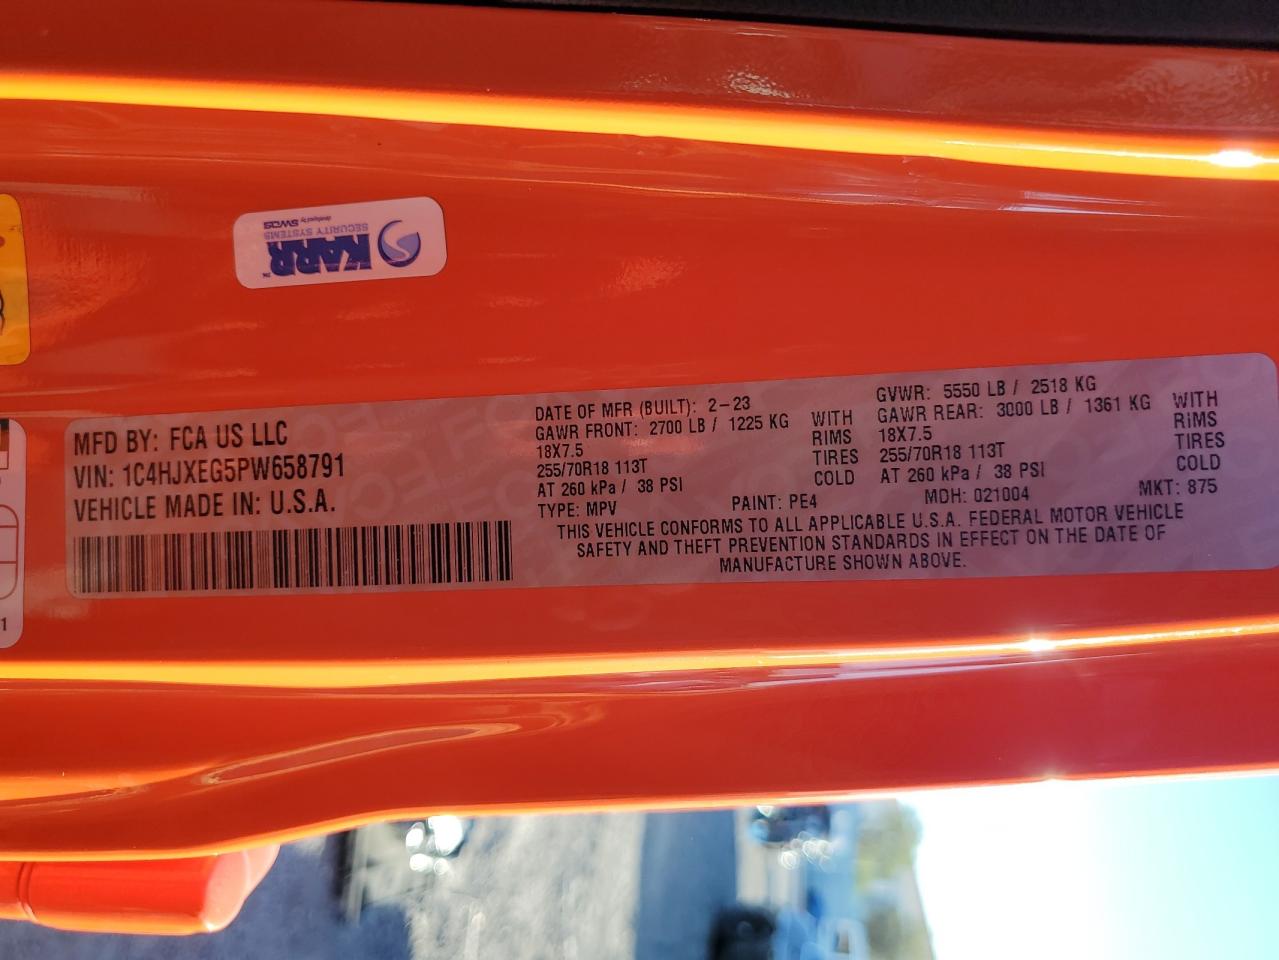 KARR
SECURITY SYSTEMS
developed by SWDS
MFD BY: FCA US LLC
VIN: 1C4HJXEG5PW658791
VEHICLE MADE IN: U.S.A.
DATE OF MFR (BUILT): 2-23
GAWR FRONT: 2700 LB / 1225 KG WITH
18X7.5 RIMS
255/70R18 113T TIRES
AT 260 kPa / 38 PSI COLD
TYPE: MPV
GVWR: 5550 LB / 2518 KG
GAWR REAR: 3000 LB / 1361 KG WITH
18X7.5 RIMS
255/70R18 113T TIRES
AT 260 kPa / 38 PSI COLD
PAINT: PE4 MDH: 021004 MKT: 875
THIS VEHICLE CONFORMS TO ALL APPLICABLE U.S.A. FEDERAL MOTOR VEHICLE
SAFETY AND THEFT PREVENTION STANDARDS IN EFFECT ON THE DATE OF
MANUFACTURE SHOWN ABOVE.
1